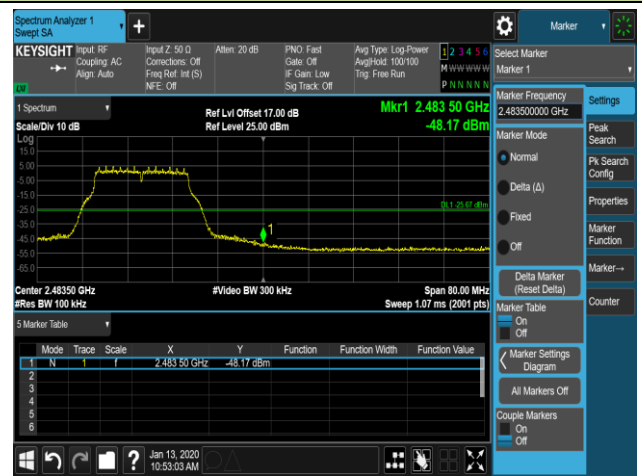 Spectrum Analyzer 1
Swept SA
Marker
KEYSIGHT Input: RF Input Z: 50 Ω Atten: 20 dB PNO: Fast Avg Type: Log-Power 1 2 3 4 5 6
Coupling: AC Corrections: Off Gate: Off Avg|Hold: 100/100 M W W W W W
Align: Auto Freq Ref: Int (S) IF Gain: Low Trig: Free Run
NFE: Off Sig Track: Off P N N N N N
LXI
Select Marker
Marker 1
1 Spectrum
Scale/Div 10 dB
Ref Lvl Offset 17.00 dB
Ref Level 25.00 dBm
Mkr1 2.483 50 GHz
-48.17 dBm
Log
15.0
5.00
-5.00
-15.0
-25.0
-35.0
-45.0
-55.0
-65.0
DL1 -25.67 dBm
1
Center 2.48350 GHz #Video BW 300 kHz Span 80.00 MHz
#Res BW 100 kHz Sweep 1.07 ms (2001 pts)
5 Marker Table
Mode Trace Scale X Y Function Function Width Function Value
1 N 1 f 2.483 50 GHz -48.17 dBm
2
3
4
5
6
Jan 13, 2020
10:53:03 AM
?
Marker Frequency
2.483500000 GHz
Marker Mode
Normal
Delta (Δ)
Fixed
Off
Delta Marker
(Reset Delta)
Marker Table
On
Off
Marker Settings
Diagram
All Markers Off
Couple Markers
On
Off
Settings
Peak
Search
Pk Search
Config
Properties
Marker
Function
Marker→
Counter